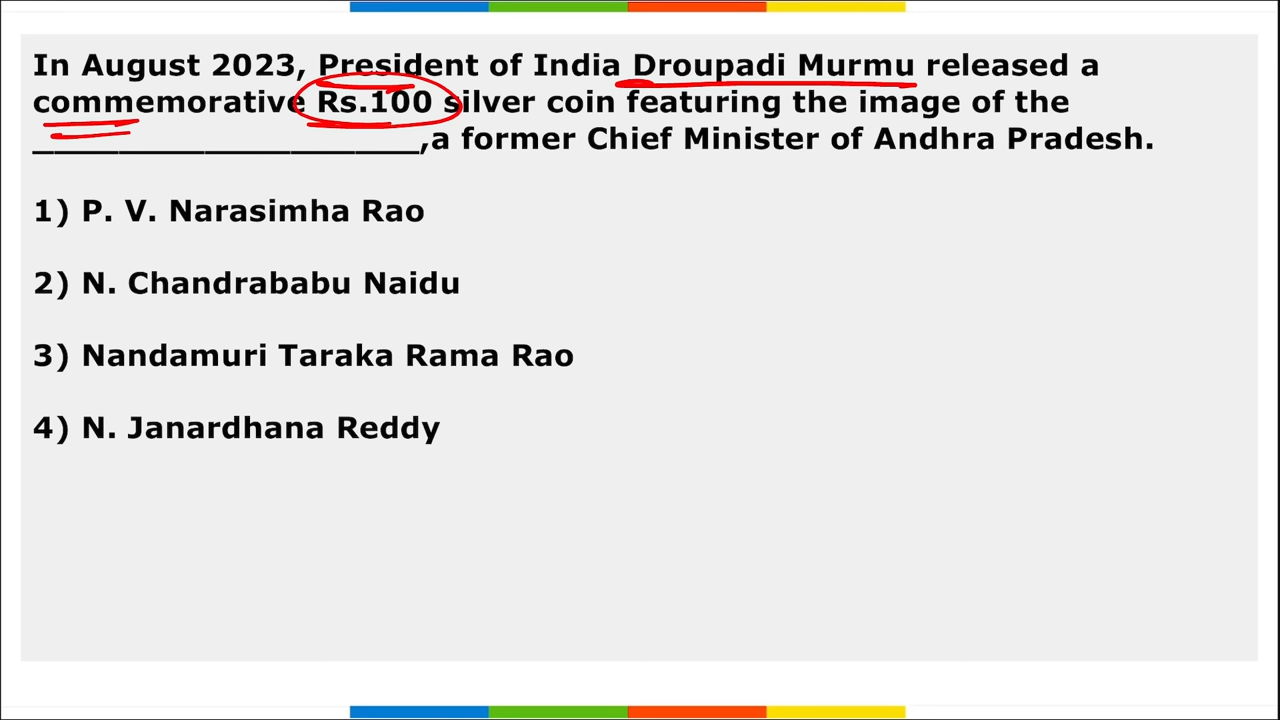 In August 2023, President of India Droupadi Murmu released a
commemorative Rs.100 silver coin featuring the image of the
____________________,a former Chief Minister of Andhra Pradesh.
1) P. V. Narasimha Rao
2) N. Chandrababu Naidu
3) Nandamuri Taraka Rama Rao
4) N. Janardhana Reddy